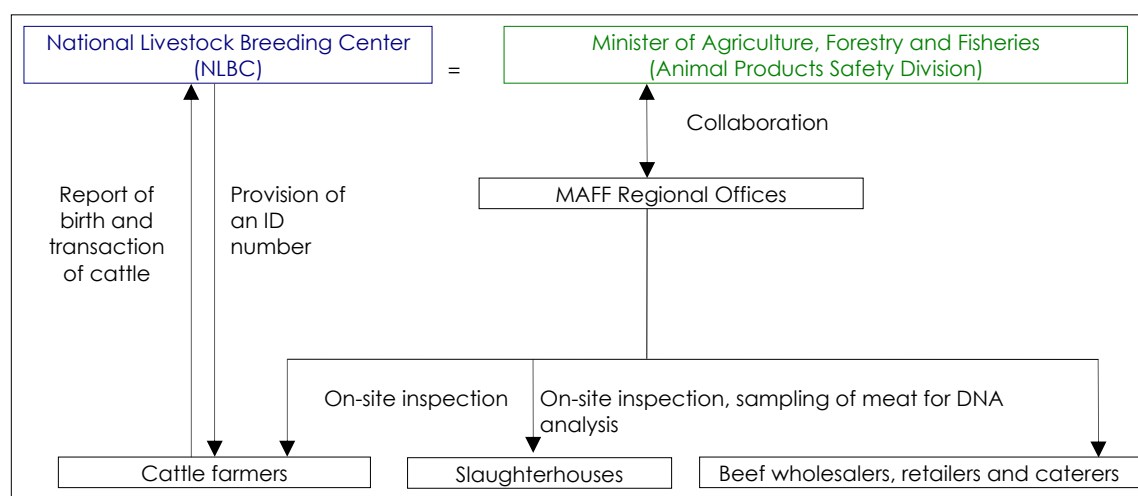 National Livestock Breeding Center
(NLBC)
=
Minister of Agriculture, Forestry and Fisheries
(Animal Products Safety Division)
Collaboration
MAFF Regional Offices
Report of
birth and
transaction
of cattle
Provision of
an ID
number
On-site inspection
On-site inspection, sampling of meat for DNA
analysis
Cattle farmers
Slaughterhouses
Beef wholesalers, retailers and caterers